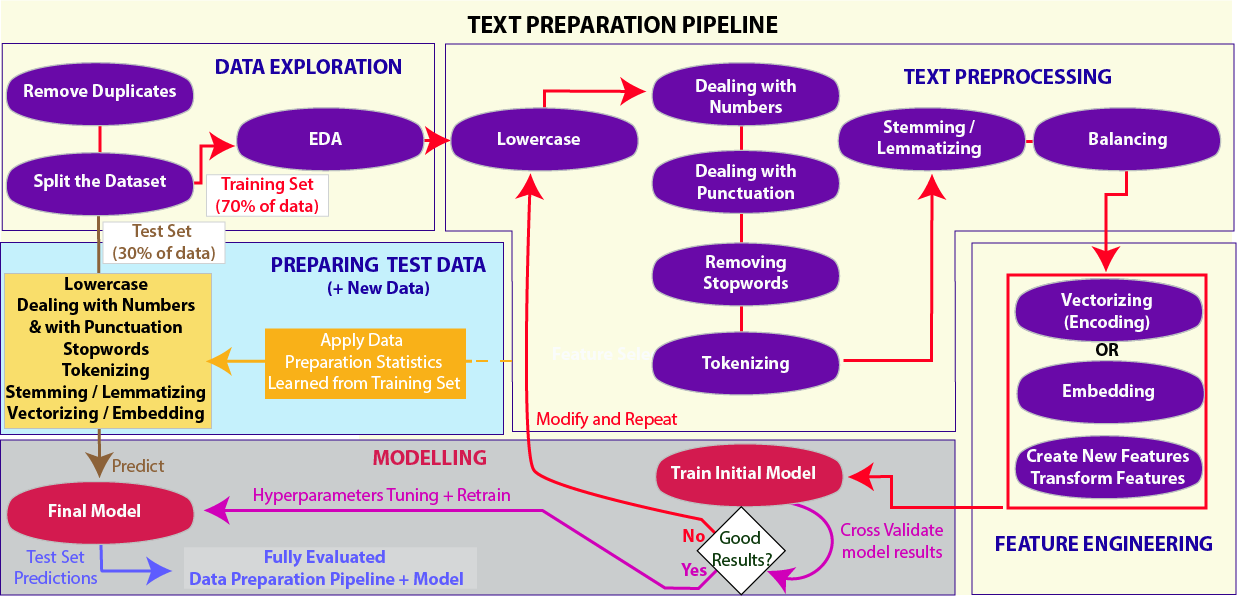 TEXT PREPARATION PIPELINE
DATA EXPLORATION
Remove Duplicates
Split the Dataset
EDA
Training Set
(70% of data)
Test Set
(30% of data)
TEXT PREPROCESSING
Lowercase
Dealing with
Numbers
Dealing with
Punctuation
Removing
Stopwords
Tokenizing
Stemming /
Lemmatizing
Balancing
PREPARING TEST DATA
(+ New Data)
Lowercase
Dealing with Numbers
& with Punctuation
Stopwords
Tokenizing
Stemming / Lemmatizing
Vectorizing / Embedding
Apply Data
Preparation Statistics
Learned from Training Set
Vectorizing
(Encoding)
OR
Embedding
Create New Features
Transform Features
FEATURE ENGINEERING
Modify and Repeat
MODELLING
Train Initial Model
Cross Validate
model results
Good
Results?
No
Yes
Hyperparameters Tuning + Retrain
Predict
Final Model
Test Set
Predictions
Fully Evaluated
Data Preparation Pipeline + Model